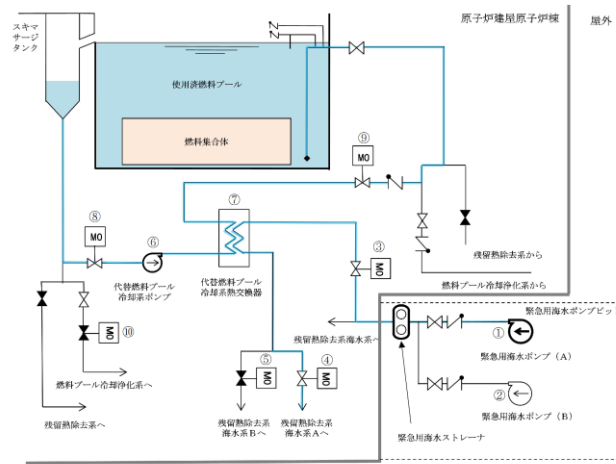 スキマ
サージ
タンク
原子炉建屋原子炉棟
屋外
使用済燃料プール
燃料集合体
⑨
MO
⑦
⑧
MO
⑥
③
MO
代替燃料プール
冷却系ポンプ
代替燃料プール
冷却系熱交換器
残留熱除去系から
燃料プール冷却浄化系から
緊急用海水ポンプピット
残留熱除去系海水系へ
①
緊急用海水ポンプ（A）
⑩
MO
⑤
MO
④
MO
②
緊急用海水ポンプ（B）
燃料プール冷却浄化系へ
残留熱除去系へ
残留熱除去系
海水系Bへ
残留熱除去系
海水系Aへ
緊急用海水ストレーナ